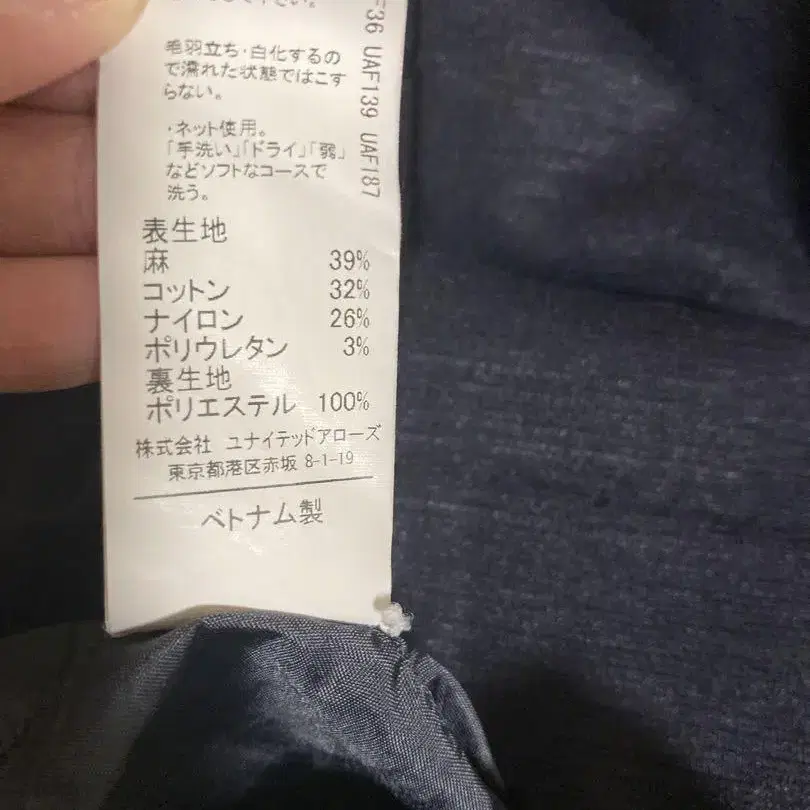 毛羽立ち・白化するの
で濡れた状態ではこす
らない。
・ネット使用。
「手洗い」「ドライ」「弱」
などソフトなコースで
洗う。
表生地
麻 39%
コットン 32%
ナイロン 26%
ポリウレタン 3%
裏生地
ポリエステル 100%
株式会社 ユナイテッドアローズ
東京都港区赤坂 8-1-19
ベトナム製
UAF139 UAF187